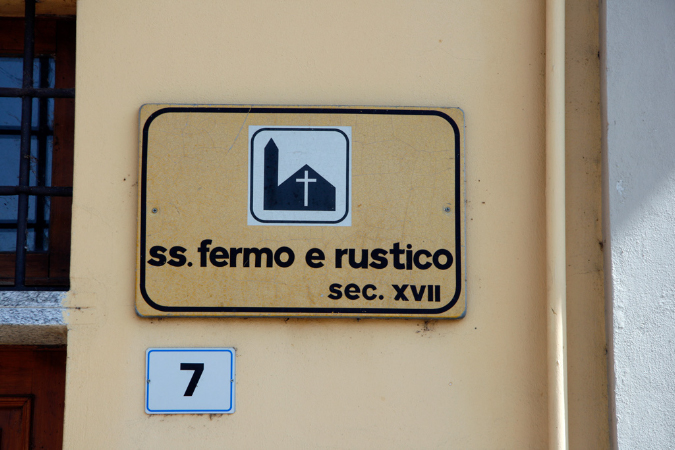 ss. fermo e rustico
sec. XVII
7